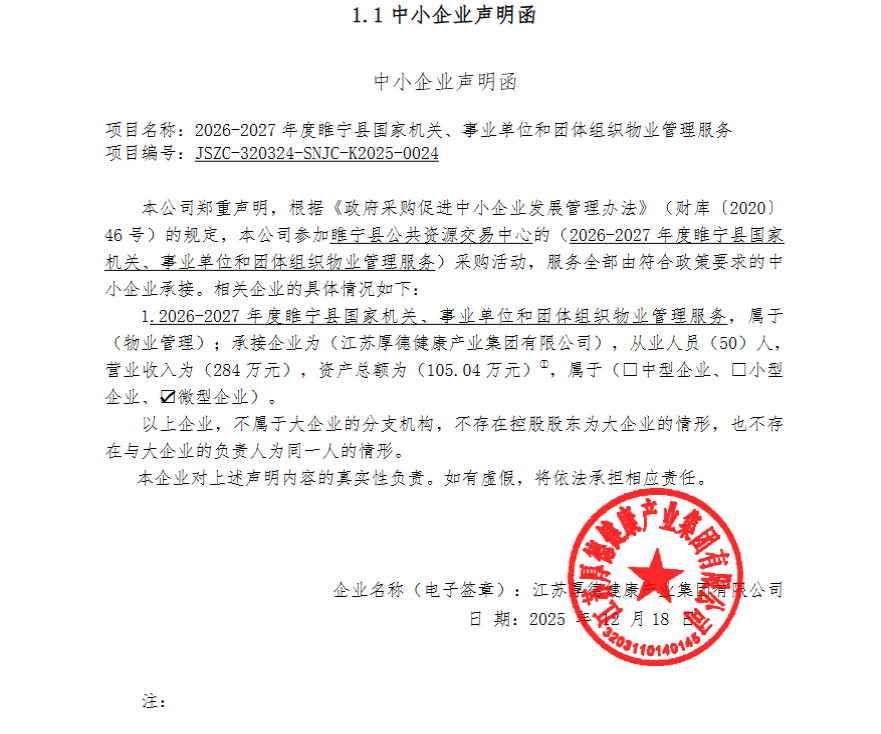 1.1 中小企业声明函
中小企业声明函
项目名称：2026-2027 年度睢宁县国家机关、事业单位和团体组织物业管理服务
项目编号：JSZC-320324-SNJC-K2025-0024
本公司郑重声明，根据《政府采购促进中小企业发展管理办法》（财库〔2020〕
46 号）的规定，本公司参加睢宁县公共资源交易中心的（2026-2027 年度睢宁县国家
机关、事业单位和团体组织物业管理服务）采购活动，服务全部由符合政策要求的中
小企业承接。相关企业的具体情况如下：
1.2026-2027 年度睢宁县国家机关、事业单位和团体组织物业管理服务，属于
（物业管理）；承接企业为（江苏厚德健康产业集团有限公司），从业人员（50）人，
营业收入为（284 万元），资产总额为（105.04 万元）①，属于（□中型企业、□小型
企业、☑微型企业）。
以上企业，不属于大企业的分支机构，不存在控股股东为大企业的情形，也不存
在与大企业的负责人为同一人的情形。
本企业对上述声明内容的真实性负责。如有虚假，将依法承担相应责任。
企业名称（电子签章）：江苏厚德健康产业集团有限公司
日 期：2025 年 12 月 18 日
江苏厚德健康产业集团有限公司
3203110140145
注：